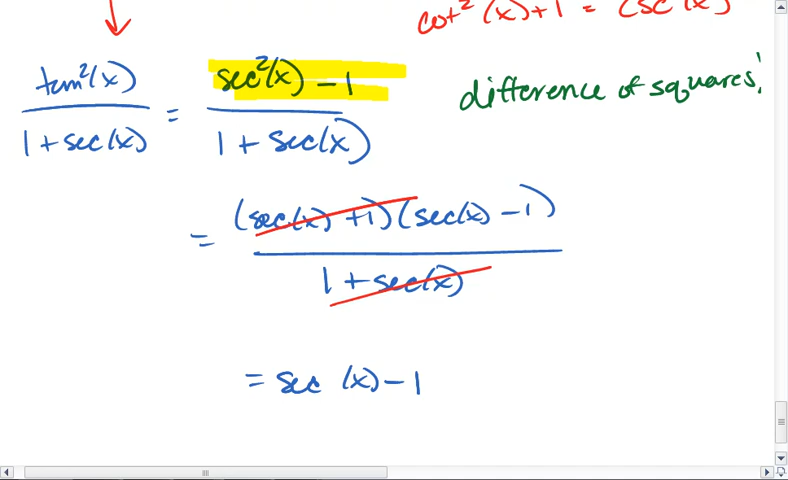 cot²(x)+1 = csc²(x)
tan²(x) / 1+sec(x) = sec²(x) - 1 / 1 + sec(x)
difference of squares!
= (sec(x) +1)(sec(x) -1) / 1 + sec(x)
= sec (x) - 1